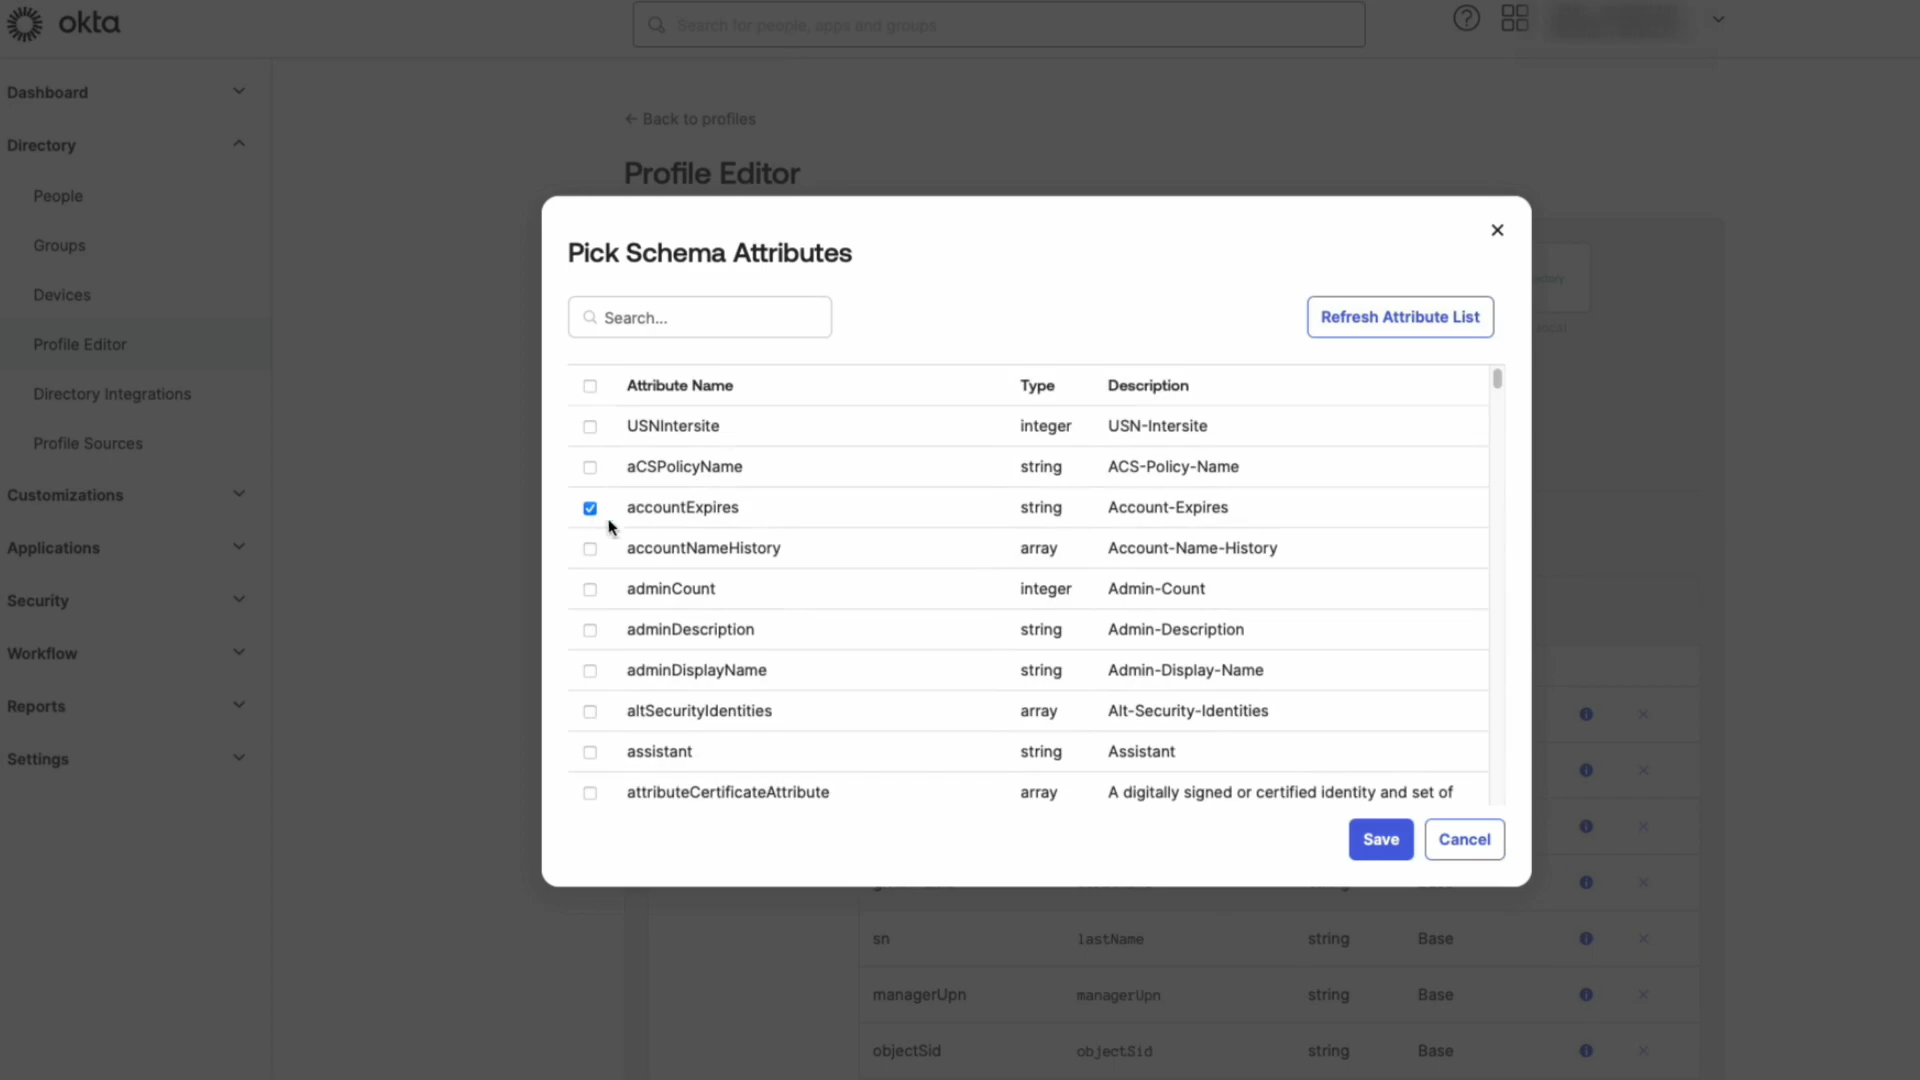 okta
Search for people, apps and groups
Dashboard
Directory
People
Groups
Devices
Profile Editor
Directory Integrations
Profile Sources
Customizations
Applications
Security
Workflow
Reports
Settings
← Back to profiles
Profile Editor
Pick Schema Attributes
Search...
Refresh Attribute List
Attribute Name Type Description
USNIntersite integer USN-Intersite
aCSPolicyName string ACS-Policy-Name
accountExpires string Account-Expires
accountNameHistory array Account-Name-History
adminCount integer Admin-Count
adminDescription string Admin-Description
adminDisplayName string Admin-Display-Name
altSecurityIdentities array Alt-Security-Identities
assistant string Assistant
attributeCertificateAttribute array A digitally signed or certified identity and set of
Save Cancel
sn lastName string Base
managerUpn managerUpn string Base
objectSid objectSid string Base